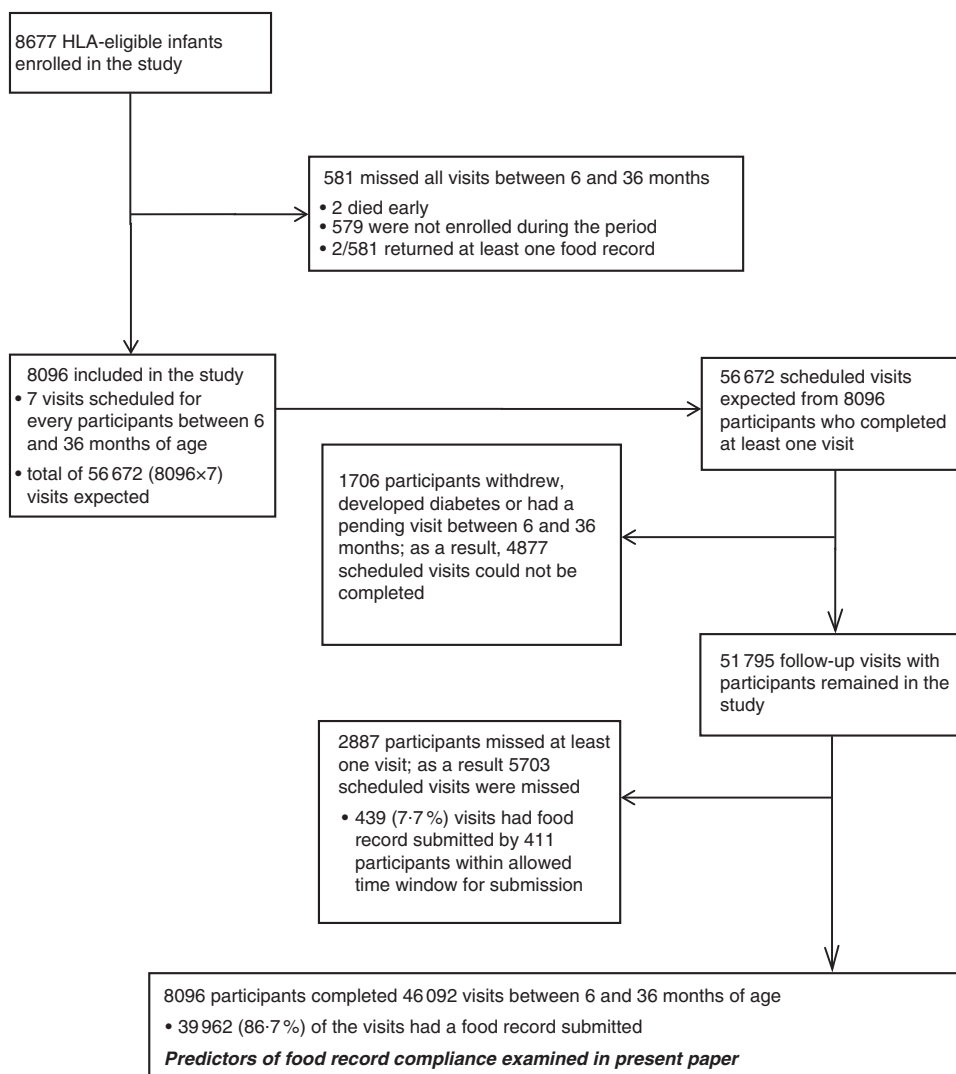 8677 HLA-eligible infants
enrolled in the study
581 missed all visits between 6 and 36 months
• 2 died early
• 579 were not enrolled during the period
• 2/581 returned at least one food record
8096 included in the study
• 7 visits scheduled for
every participants between 6
and 36 months of age
• total of 56 672 (8096×7)
visits expected
56 672 scheduled visits
expected from 8096
participants who completed
at least one visit
1706 participants withdrew,
developed diabetes or had a
pending visit between 6 and 36
months; as a result, 4877
scheduled visits could not be
completed
51 795 follow-up visits with
participants remained in the
study
2887 participants missed at least
one visit; as a result 5703
scheduled visits were missed
• 439 (7·7 %) visits had food
record submitted by 411
participants within allowed
time window for submission
8096 participants completed 46 092 visits between 6 and 36 months of age
• 39 962 (86·7 %) of the visits had a food record submitted
Predictors of food record compliance examined in present paper